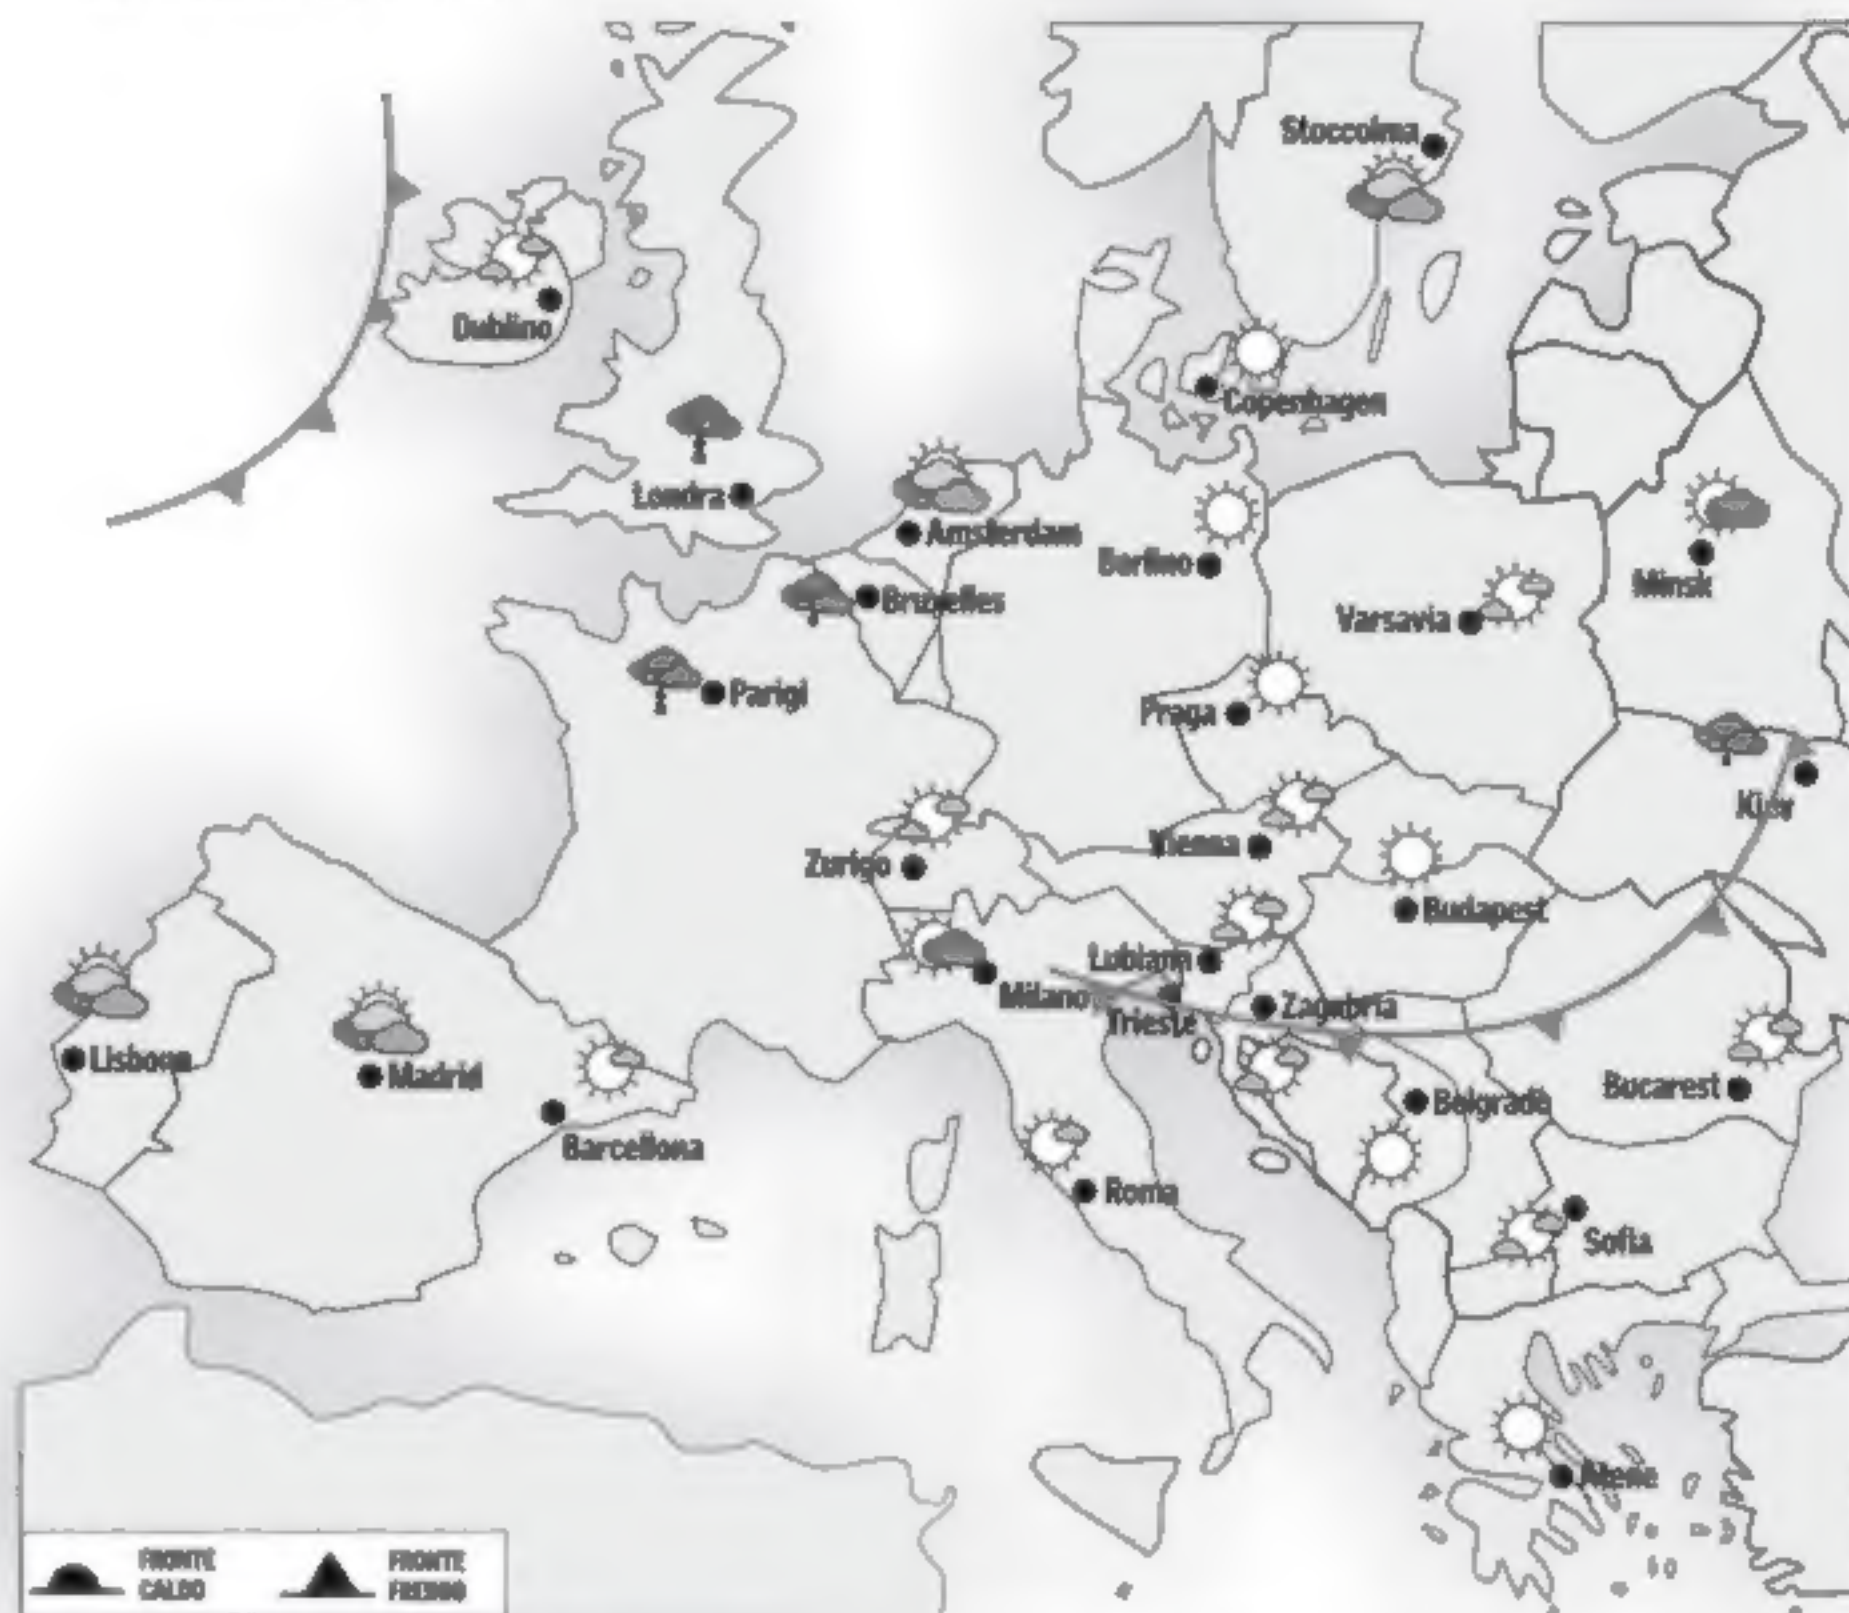 Stoccolma
Dublino
Copenhagen
Londra
Amsterdam
Berlino
Bruxelles
Minsk
Varsavia
Parigi
Praga
Kiev
Vienna
Zurigo
Budapest
Lubiana
Milano
Zagabria
Trieste
Lisbona
Madrid
Bucarest
Belgrado
Barcellona
Roma
Sofia
Atene
FRONTE
CALDO
FRONTE
FREDDO